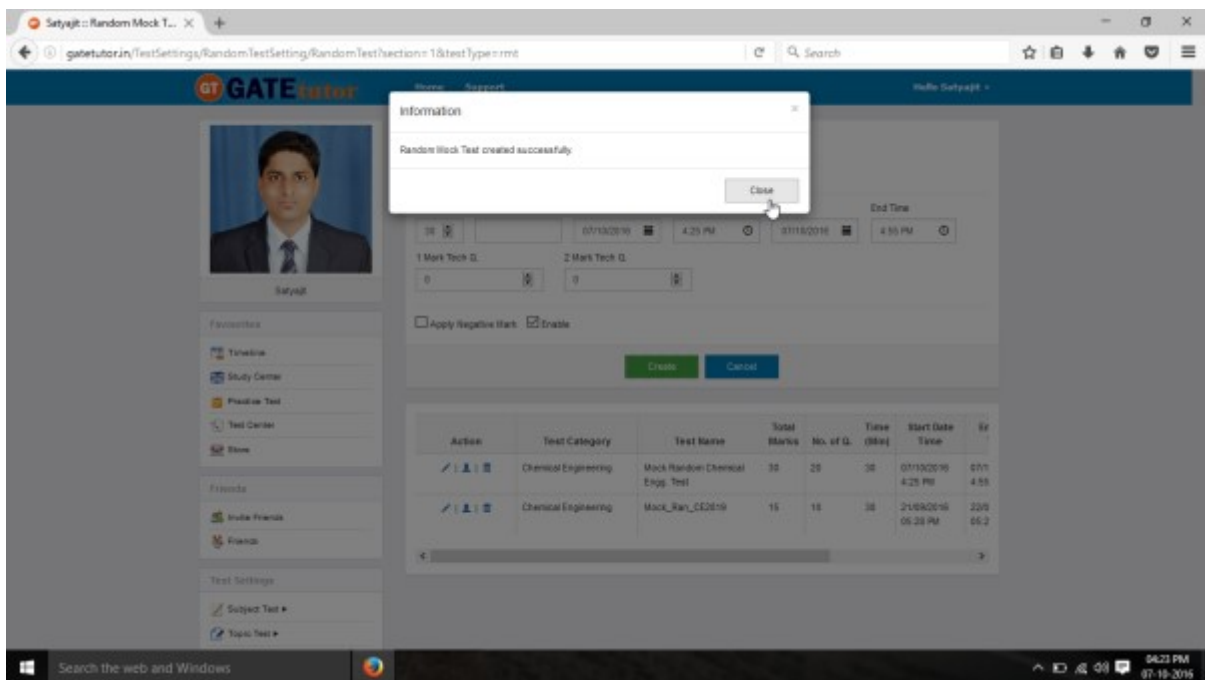 Satyajit :: Random Mock T...
gatetutor.in/TestSettings/RandomTestSetting/RandomTest?section=1&testType=rmt
Search
GT GATE tutor
Home Support
Hello Satyajit
Information
Random Mock Test created successfully.
Close
End Time
30 07/10/2016 4:25 PM 07/10/2016 4:55 PM
1 Mark Tech Q. 2 Mark Tech Q.
0 0
Apply Negative Mark Enable
Create Cancel
Satyajit
Favourites
Timeline
Study Center
Practice Test
Test Center
Store
Friends
Invite Friends
Friends
Test Settings
Subject Test
Topic Test
Action Test Category Test Name Total Marks No. of Q. Time (Min) Start Date Time
Chemical Engineering Mock Random Chemical Engg. Test 30 20 30 07/10/2016 4:25 PM 07/1 4:55
Chemical Engineering Mock_Ran_CE2019 15 10 30 21/09/2016 05:20 PM 22/0 05:2
Search the web and Windows
04:23 PM
07-10-2016